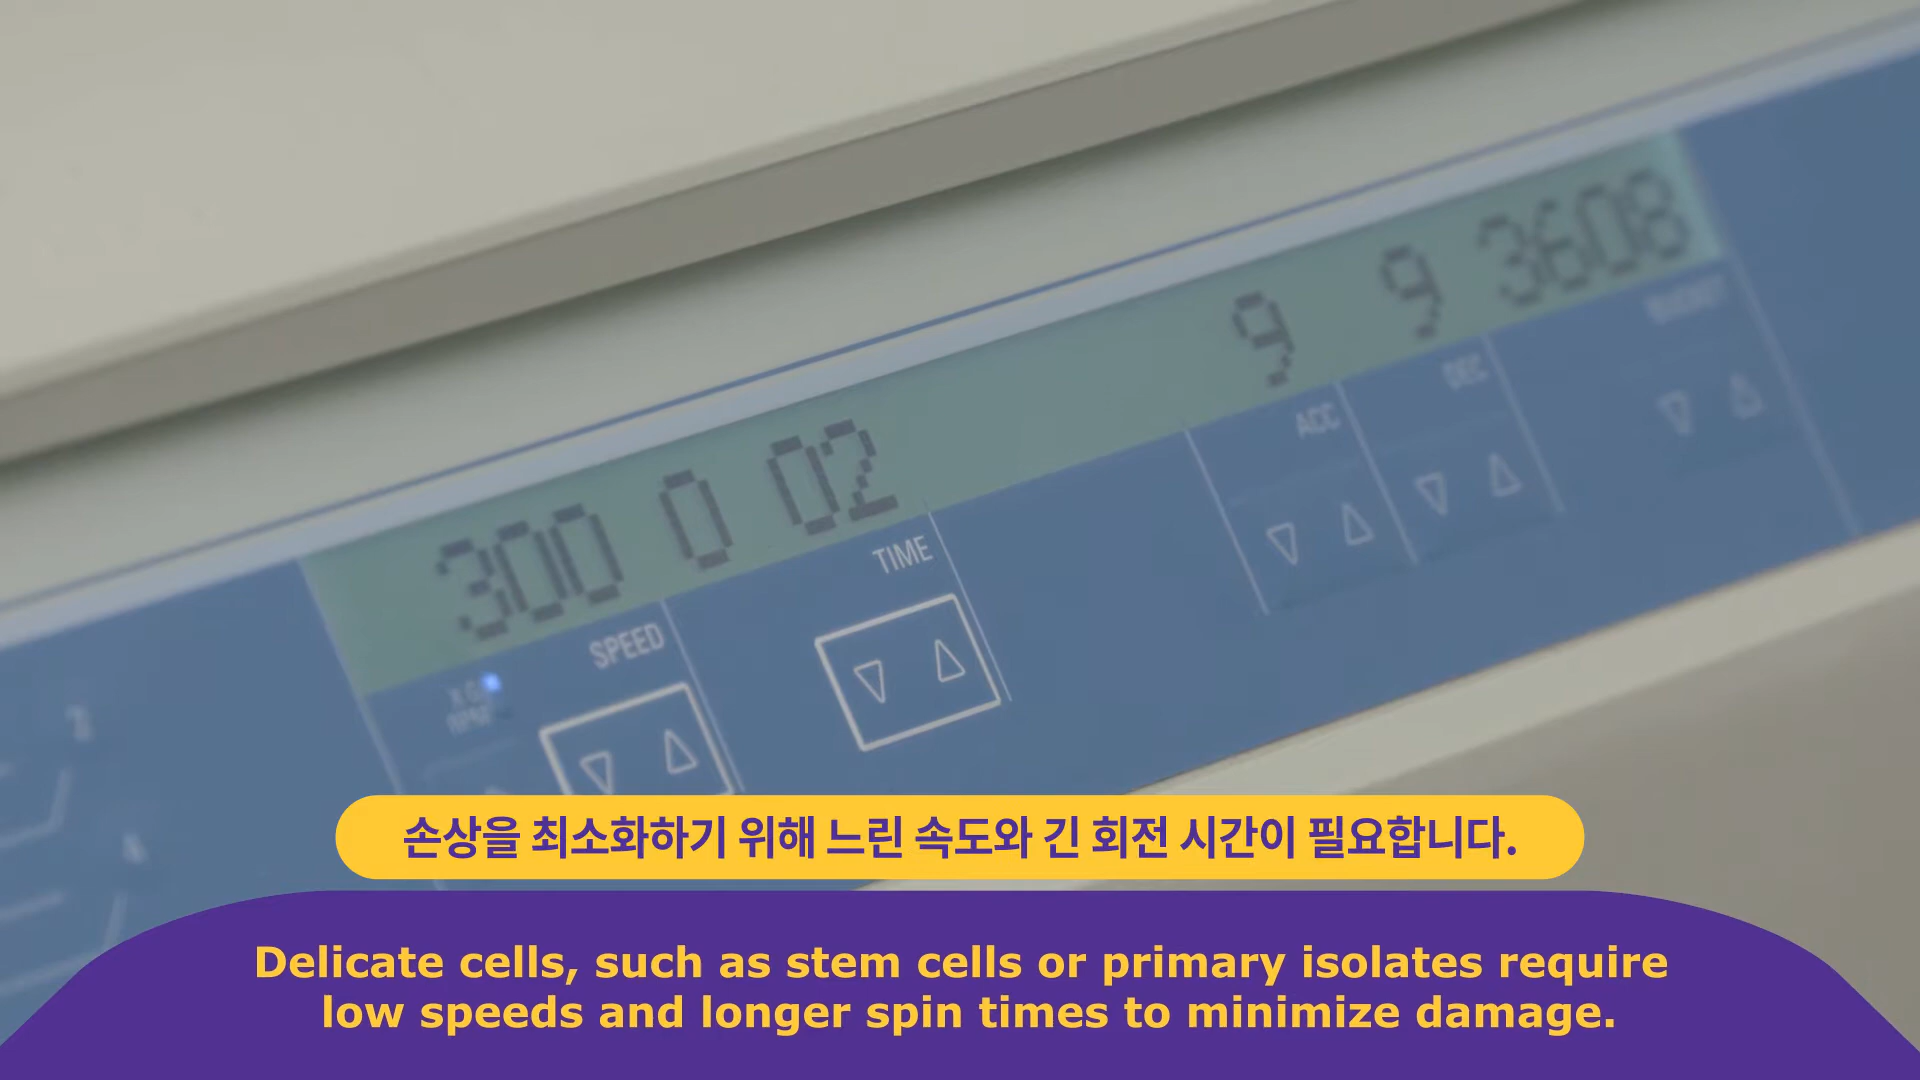 300 0 02 9 9 3608
SPEED TIME ACC DEC
손상을 최소화하기 위해 느린 속도와 긴 회전 시간이 필요합니다.
Delicate cells, such as stem cells or primary isolates require
low speeds and longer spin times to minimize damage.